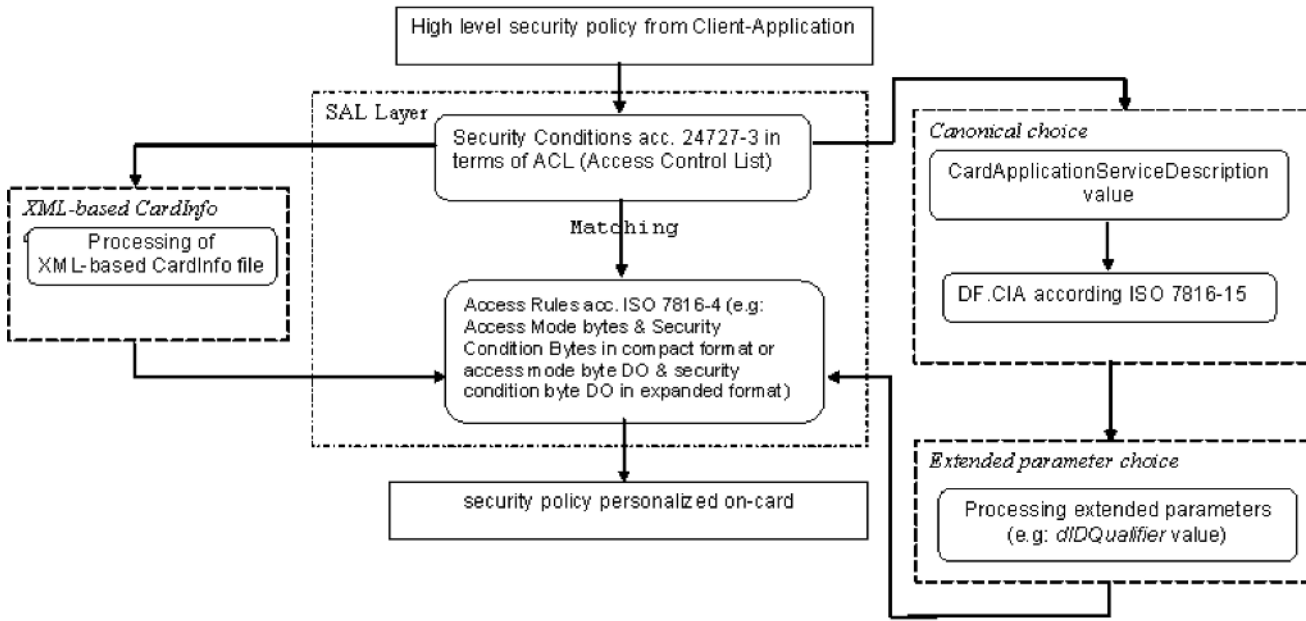 High level security policy from Client-Application
SAL Layer
Security Conditions acc. 24727-3 in
terms of ACL (Access Control List)
Canonical choice
CardApplicationServiceDescription
value
XML-based CardInfo
Processing of
XML-based CardInfo file
Matching
DF.CIA according ISO 7816-15
Access Rules acc. ISO 7816-4 (e.g:
Access Mode bytes & Security
Condition Bytes in compact format or
access mode byte DO & security
condition byte DO in expanded format)
Extended parameter choice
security policy personalized on-card
Processing extended parameters
(e.g: dIDQualifier value)